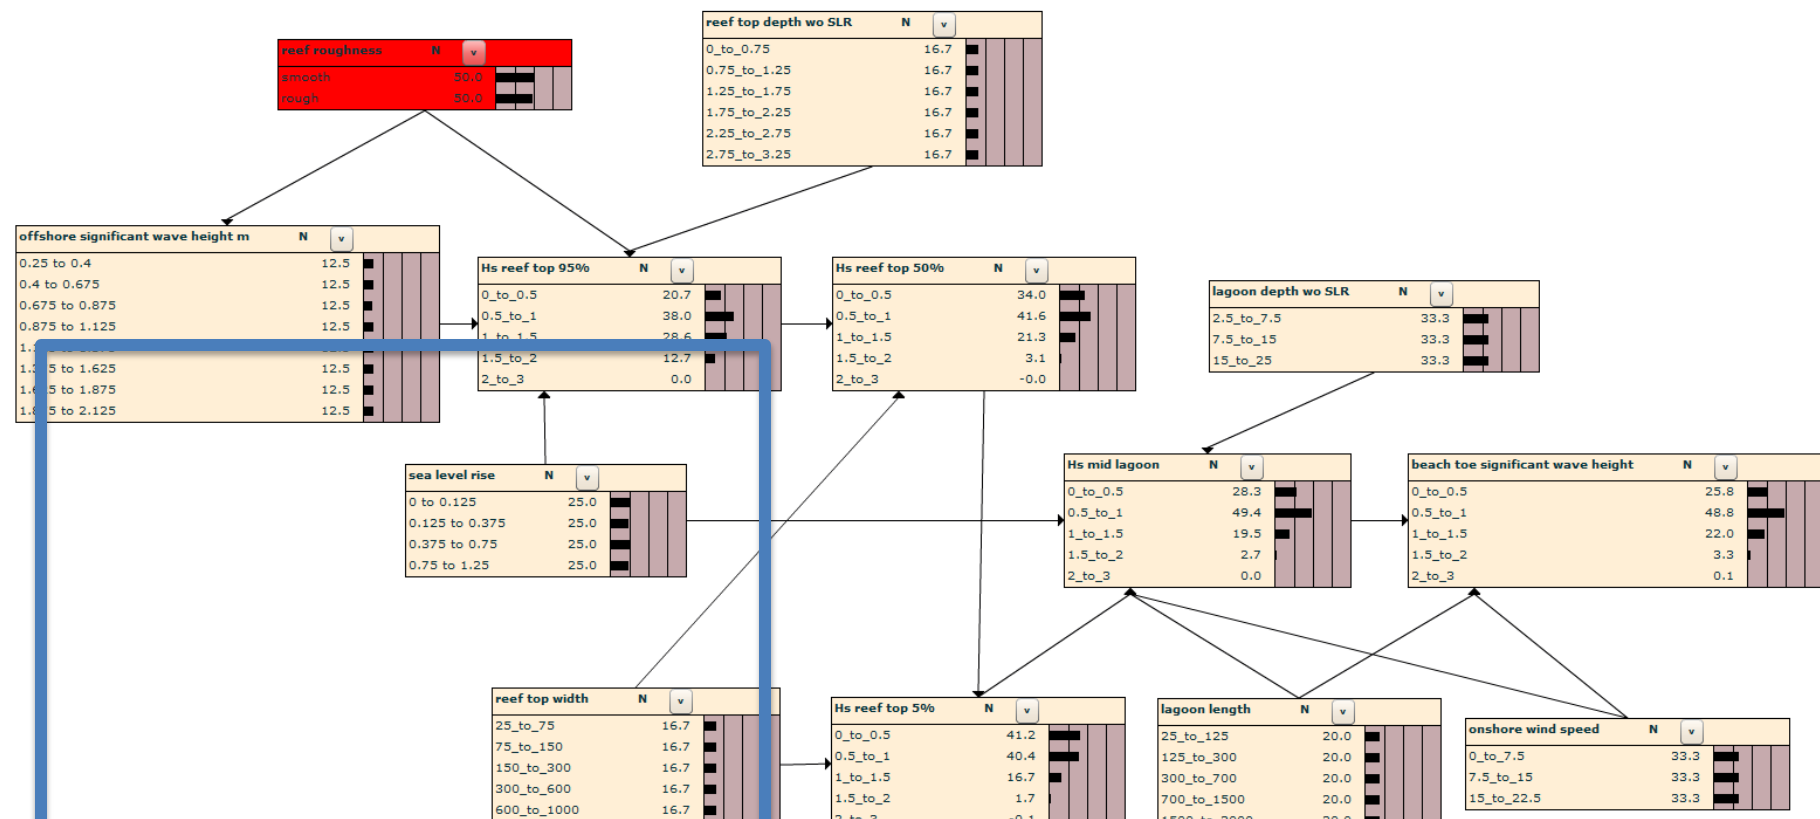 reef top depth wo SLR N v
0_to_0.75 16.7
0.75_to_1.25 16.7
1.25_to_1.75 16.7
1.75_to_2.25 16.7
2.25_to_2.75 16.7
2.75_to_3.25 16.7
reef roughness N v
smooth 50.0
rough 50.0
offshore significant wave height m N v
0.25 to 0.4 12.5
0.4 to 0.675 12.5
0.675 to 0.875 12.5
0.875 to 1.125 12.5
5 to 1.625 12.5
5 to 1.875 12.5
5 to 2.125 12.5
Hs reef top 95% N v
0_to_0.5 20.7
0.5_to_1 38.0
1_to_1.5 28.6
1.5_to_2 12.7
2_to_3 0.0
Hs reef top 50% N v
0_to_0.5 34.0
0.5_to_1 41.6
1_to_1.5 21.3
1.5_to_2 3.1
2_to_3 -0.0
lagoon depth wo SLR N v
2.5_to_7.5 33.3
7.5_to_15 33.3
15_to_25 33.3
sea level rise N v
0 to 0.125 25.0
0.125 to 0.375 25.0
0.375 to 0.75 25.0
0.75 to 1.25 25.0
Hs mid lagoon N v
0_to_0.5 28.3
0.5_to_1 49.4
1_to_1.5 19.5
1.5_to_2 2.7
2_to_3 0.0
beach toe significant wave height N v
0_to_0.5 25.8
0.5_to_1 48.8
1_to_1.5 22.0
1.5_to_2 3.3
2_to_3 0.1
reef top width N v
25_to_75 16.7
75_to_150 16.7
150_to_300 16.7
300_to_600 16.7
600_to_1000 16.7
Hs reef top 5% N v
0_to_0.5 41.2
0.5_to_1 40.4
1_to_1.5 16.7
1.5_to_2 1.7
lagoon length N v
25_to_125 20.0
125_to_300 20.0
300_to_700 20.0
700_to_1500 20.0
onshore wind speed N v
0_to_7.5 33.3
7.5_to_15 33.3
15_to_22.5 33.3